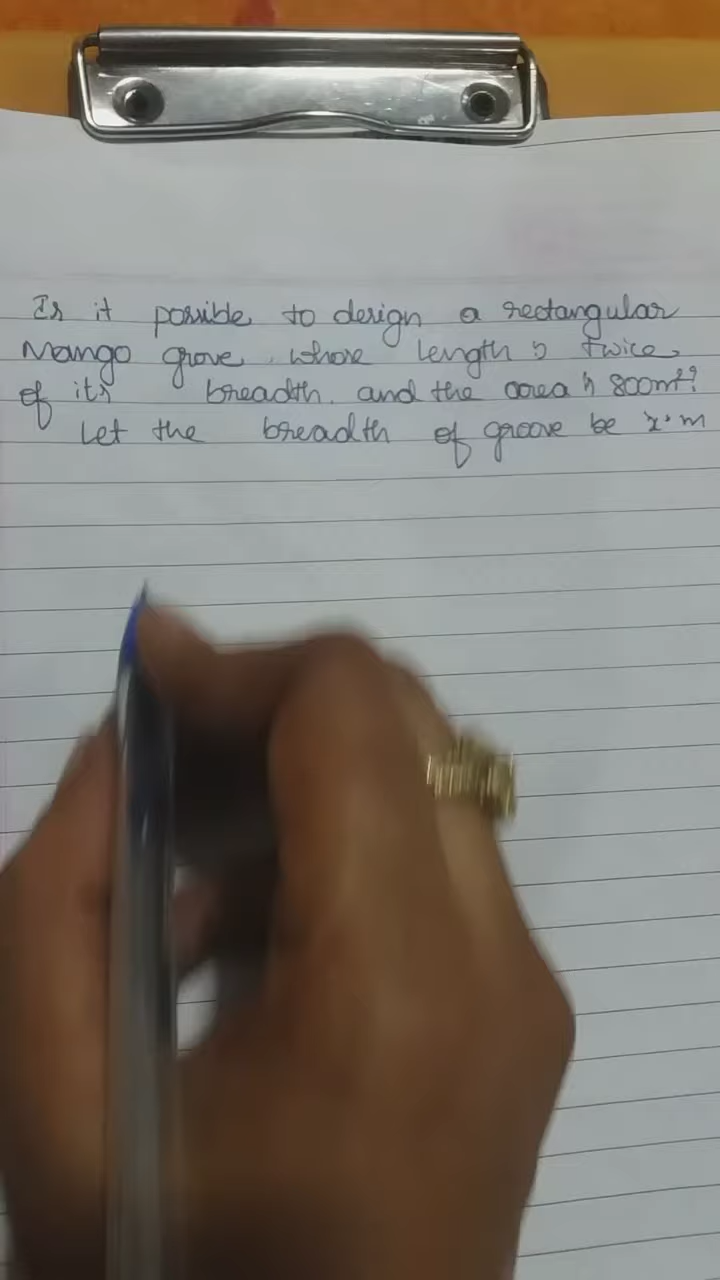 Is it possible to design a rectangular
Mango grove. whose length is twice
of its breadth. and the area is 800m²?
Let the breadth of groove be x.m